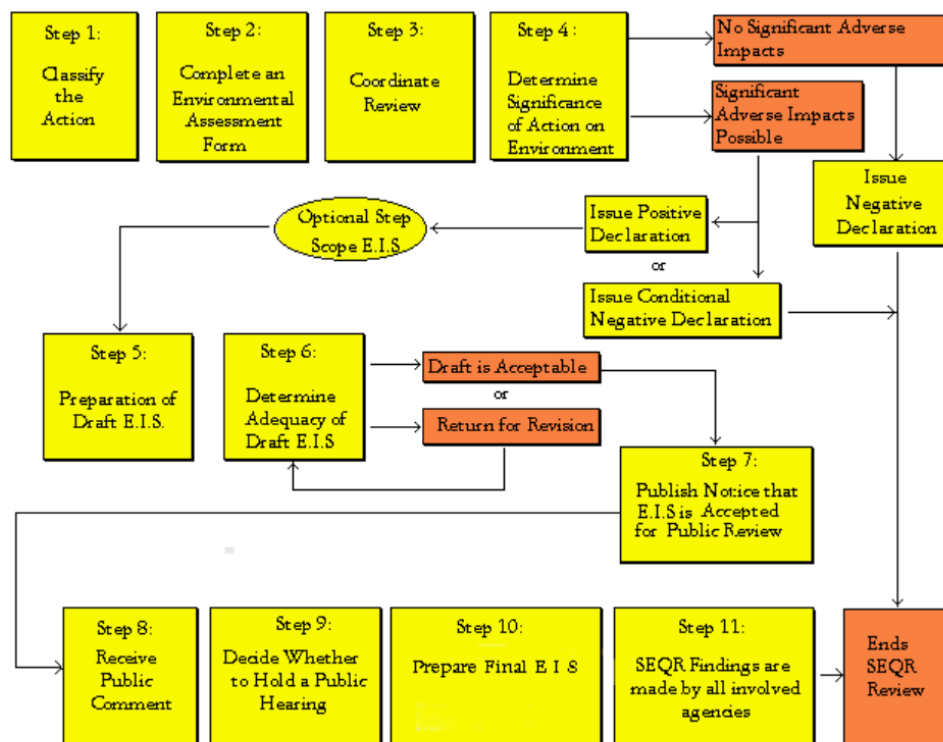 Step 1:
Classify
the
Action
Step 2:
Complete an
Environmental
Assessment
Form
Step 3:
Coordinate
Review
Step 4:
Determine
Significance
of Action on
Environment
No Significant Adverse
Impacts
Significant
Adverse Impacts
Possible
Issue
Negative
Declaration
Optional Step
Scope E.I.S.
Issue Positive
Declaration
or
Issue Conditional
Negative Declaration
Step 5:
Preparation of
Draft E.I.S.
Step 6:
Determine
Adequacy of
Draft E.I.S
Draft is Acceptable
or
Return for Revision
Step 7:
Publish Notice that
E.I.S is Accepted
for Public Review
Step 8:
Receive
Public
Comment
Step 9:
Decide Whether
to Hold a Public
Hearing
Step 10:
Prepare Final E I S
Step 11:
SEQR Findings are
made by all involved
agencies
Ends
SEQR
Review